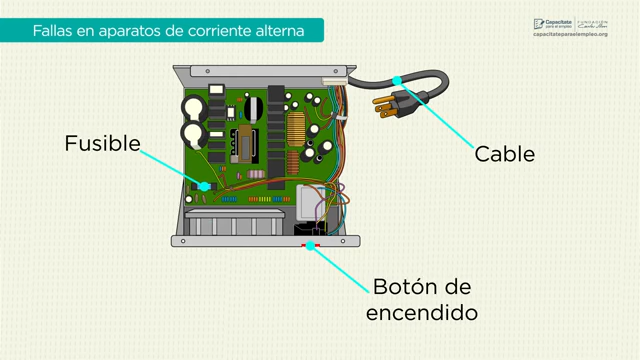 Fallas en aparatos de corriente alterna
Capacítate
para el empleo
FUNDACIÓN
Carlos Slim
capacitateparaelempleo.org
Fusible
Cable
Botón de
encendido